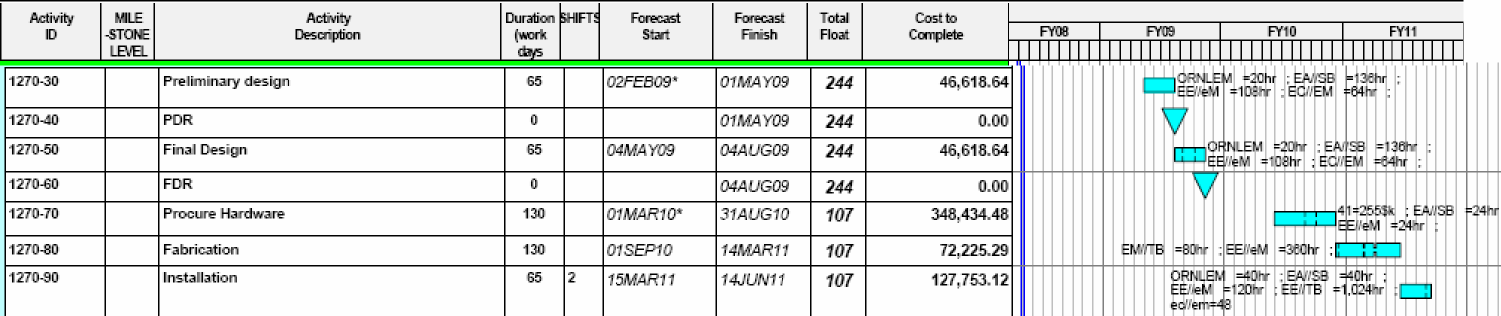 Activity ID MILE -STONE LEVEL Activity Description Duration (work days SHIFTS Forecast Start Forecast Finish Total Float Cost to Complete
FY08 FY09 FY10 FY11
1270-30 Preliminary design 65 02FEB09* 01MAY09 244 46,618.64 ORNLEM =20hr ; EA//SB =136hr ;
EE//eM =108hr ; EC//EM =64hr ;
1270-40 PDR 0 01MAY09 244 0.00
1270-50 Final Design 65 04MAY09 04AUG09 244 46,618.64 ORNLEM =20hr ; EA//SB =136hr ;
EE//eM =108hr ; EC//EM =64hr ;
1270-60 FDR 0 04AUG09 244 0.00
1270-70 Procure Hardware 130 01MAR10* 31AUG10 107 348,434.48 41=255$k ; EA//SB =24hr
EE//eM =24hr ;
1270-80 Fabrication 130 01SEP10 14MAR11 107 72,225.29 EM//TB =80hr ; EE//eM =360hr ;
1270-90 Installation 65 2 15MAR11 14JUN11 107 127,753.12 ORNLEM =40hr ; EA//SB =40hr ;
EE//eM =120hr ; EE//TB =1,024hr ;
ec//em=48